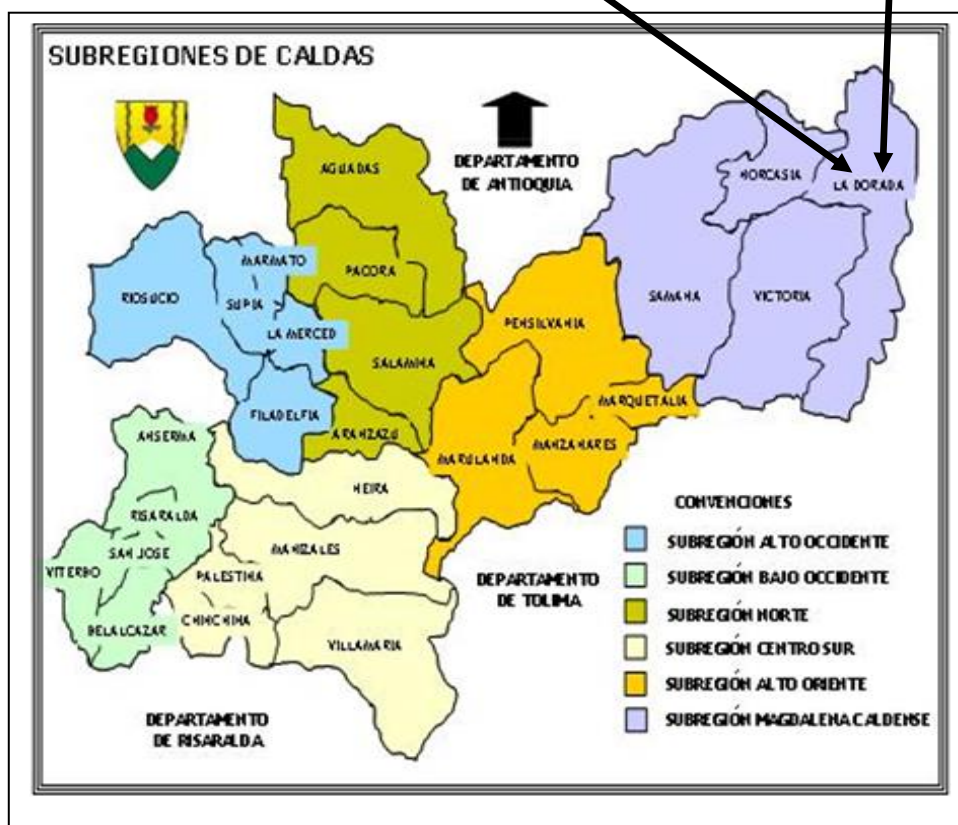 SUBREGIONES DE CALDAS
DEPARTAMENTO
DE ANTIOQUIA
AGUADAS
NORCASIA
LA DORADA
MARMATO
PACORA
RIOSUCIO
SUPIA
SAMANA
VICTORIA
LA MERCED
PENSILVANIA
SALAMINA
FILADELFIA
MARQUETALIA
ARANZAZU
ANSERMA
MARULANDA
MANZANARES
NEIRA
CONVENCIONES
RISARALDA
SUBREGIÓN ALTO OCCIDENTE
SAN JOSE
MANIZALES
VITERBO
PALESTINA
DEPARTAMENTO
DE TOLIMA
SUBREGIÓN BAJO OCCIDENTE
SUBREGIÓN NORTE
BELALCAZAR
CHINCHINA
VILLAMARIA
SUBREGIÓN CENTRO SUR
SUBREGIÓN ALTO ORIENTE
DEPARTAMENTO
DE RISARALDA
SUBREGIÓN MAGDALENA CALDENSE